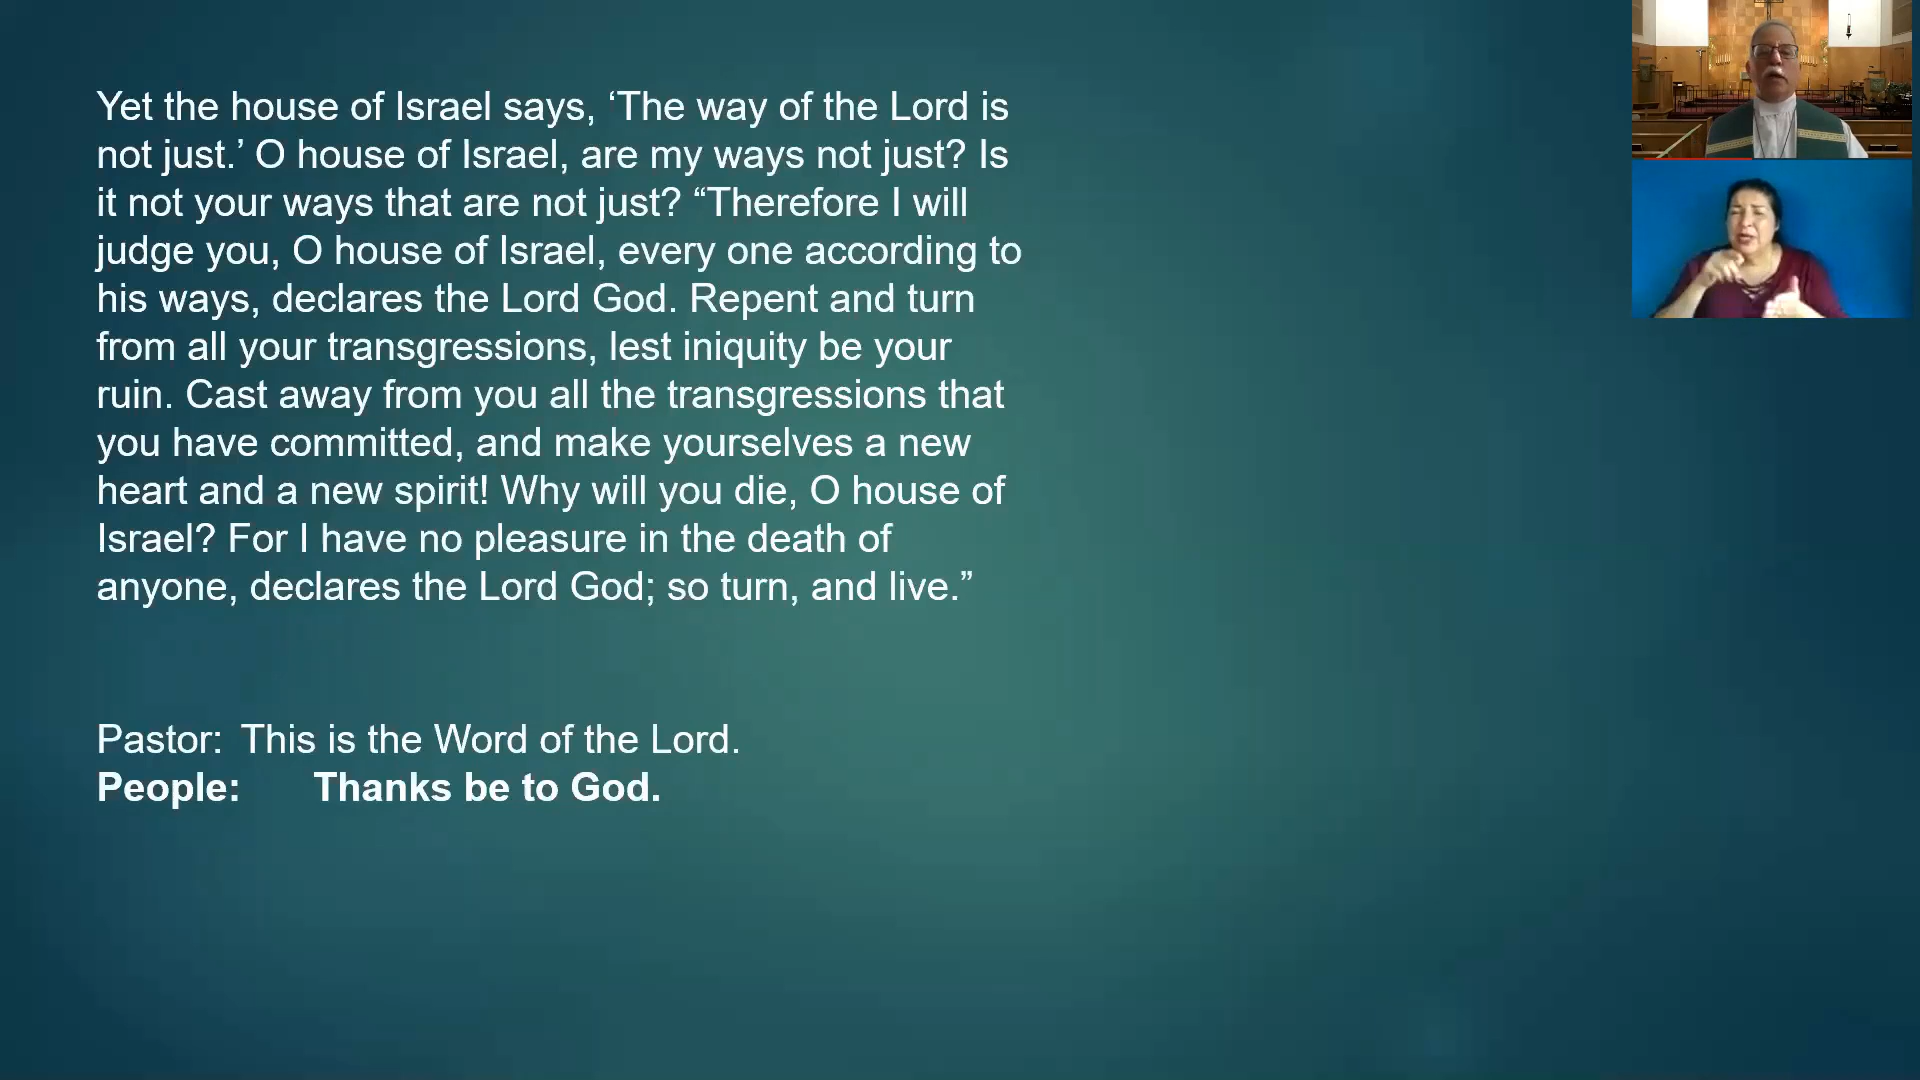 Yet the house of Israel says, ‘The way of the Lord is
not just.’ O house of Israel, are my ways not just? Is
it not your ways that are not just? “Therefore I will
judge you, O house of Israel, every one according to
his ways, declares the Lord God. Repent and turn
from all your transgressions, lest iniquity be your
ruin. Cast away from you all the transgressions that
you have committed, and make yourselves a new
heart and a new spirit! Why will you die, O house of
Israel? For I have no pleasure in the death of
anyone, declares the Lord God; so turn, and live.”
Pastor: This is the Word of the Lord.
People: Thanks be to God.